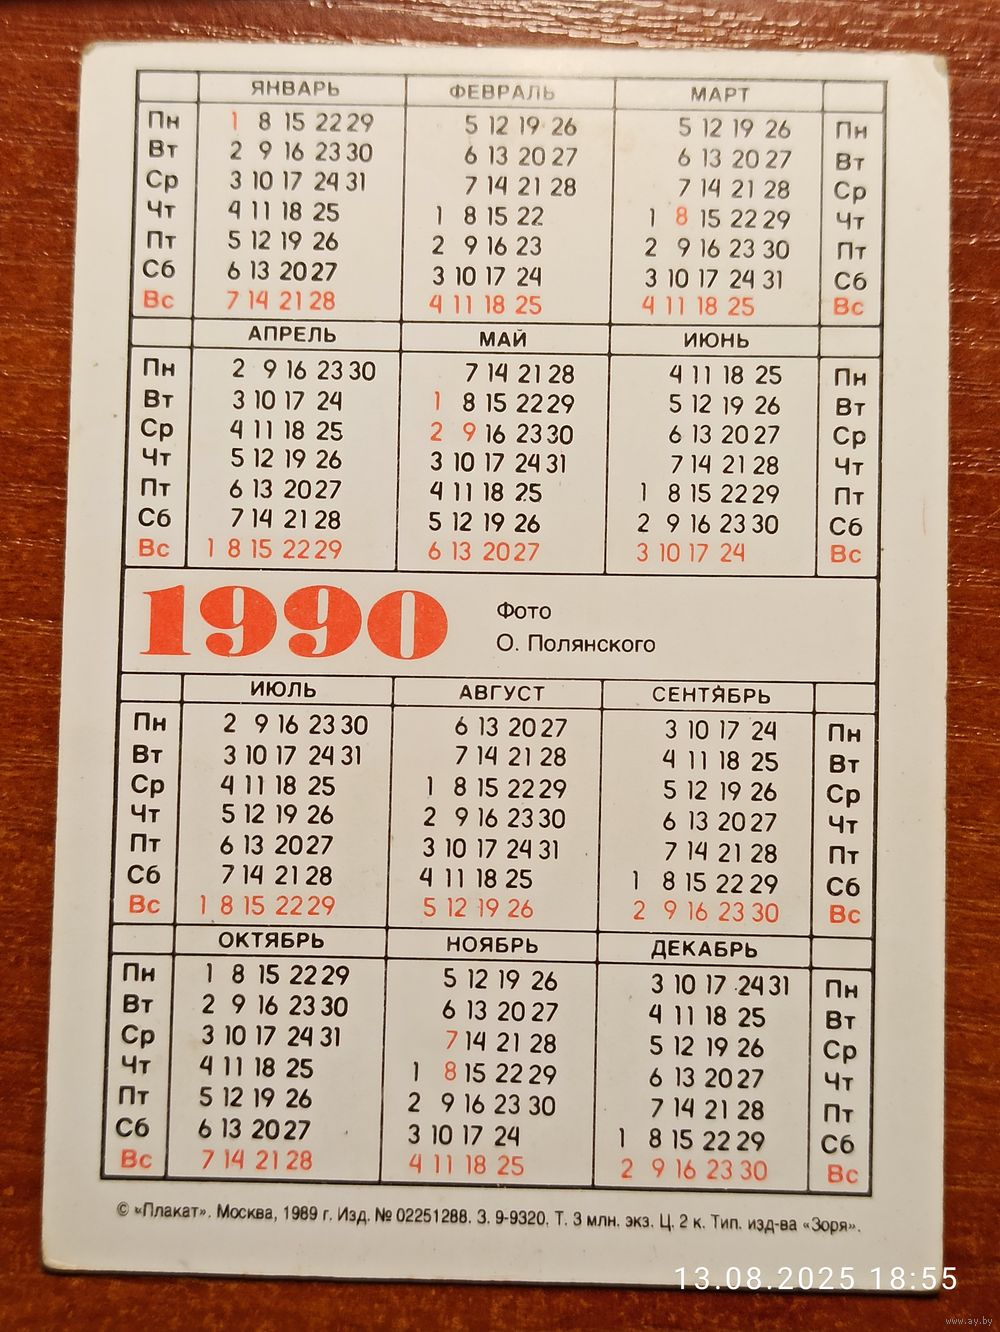 ЯНВАРЬ ФЕВРАЛЬ МАРТ
Пн 1 8 15 22 29 5 12 19 26 5 12 19 26 Пн
Вт 2 9 16 23 30 6 13 20 27 6 13 20 27 Вт
Ср 3 10 17 24 31 7 14 21 28 7 14 21 28 Ср
Чт 4 11 18 25 1 8 15 22 1 8 15 22 29 Чт
Пт 5 12 19 26 2 9 16 23 2 9 16 23 30 Пт
Сб 6 13 20 27 3 10 17 24 3 10 17 24 31 Сб
Вс 7 14 21 28 4 11 18 25 4 11 18 25 Вс
АПРЕЛЬ МАЙ ИЮНЬ
Пн 2 9 16 23 30 7 14 21 28 4 11 18 25 Пн
Вт 3 10 17 24 1 8 15 22 29 5 12 19 26 Вт
Ср 4 11 18 25 2 9 16 23 30 6 13 20 27 Ср
Чт 5 12 19 26 3 10 17 24 31 7 14 21 28 Чт
Пт 6 13 20 27 4 11 18 25 1 8 15 22 29 Пт
Сб 7 14 21 28 5 12 19 26 2 9 16 23 30 Сб
Вс 1 8 15 22 29 6 13 20 27 3 10 17 24 Вс
1990
Фото
О. Полянского
ИЮЛЬ АВГУСТ СЕНТЯБРЬ
Пн 2 9 16 23 30 6 13 20 27 3 10 17 24 Пн
Вт 3 10 17 24 31 7 14 21 28 4 11 18 25 Вт
Ср 4 11 18 25 1 8 15 22 29 5 12 19 26 Ср
Чт 5 12 19 26 2 9 16 23 30 6 13 20 27 Чт
Пт 6 13 20 27 3 10 17 24 31 7 14 21 28 Пт
Сб 7 14 21 28 4 11 18 25 1 8 15 22 29 Сб
Вс 1 8 15 22 29 5 12 19 26 2 9 16 23 30 Вс
ОКТЯБРЬ НОЯБРЬ ДЕКАБРЬ
Пн 1 8 15 22 29 5 12 19 26 3 10 17 24 31 Пн
Вт 2 9 16 23 30 6 13 20 27 4 11 18 25 Вт
Ср 3 10 17 24 31 7 14 21 28 5 12 19 26 Ср
Чт 4 11 18 25 1 8 15 22 29 6 13 20 27 Чт
Пт 5 12 19 26 2 9 16 23 30 7 14 21 28 Пт
Сб 6 13 20 27 3 10 17 24 1 8 15 22 29 Сб
Вс 7 14 21 28 4 11 18 25 2 9 16 23 30 Вс
© «Плакат». Москва, 1989 г. Изд. № 02251288. З. 9-9320. Т. 3 млн. экз. Ц. 2 к. Тип. изд-ва «Зоря».
13.08.2025 18:55
www.ay.by